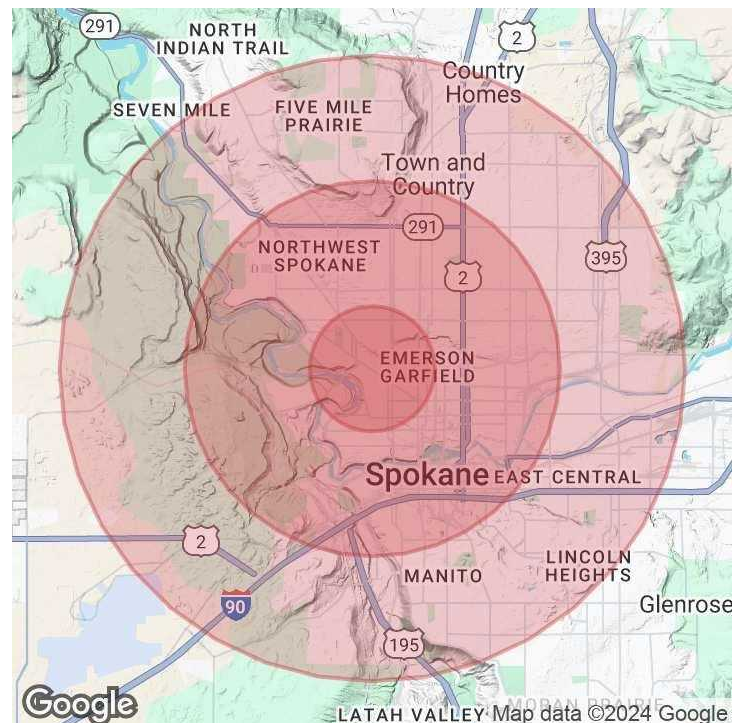 291
NORTH
INDIAN TRAIL
2
Country
Homes
SEVEN MILE
FIVE MILE
PRAIRIE
Town and
Country
291
NORTHWEST
SPOKANE
395
2
EMERSON
GARFIELD
Spokane
EAST CENTRAL
2
LINCOLN
HEIGHTS
MANITO
90
Glenrose
195
Google
LATAH VALLEY
MORAN PRAIRIE
Map data ©2024 Google